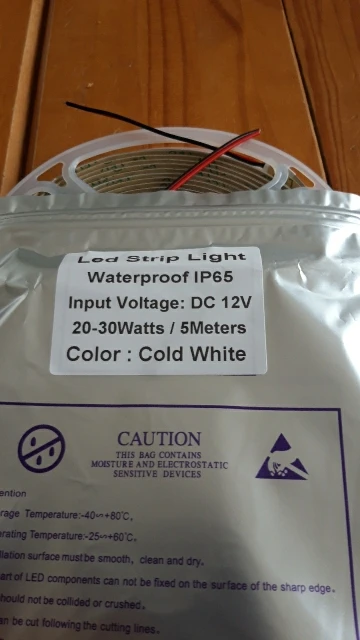 Led Strip Light
Waterproof IP65
Input Voltage: DC 12V
20-30Watts / 5Meters
Color : Cold White
CAUTION
THIS BAG CONTAINS
MOISTURE AND ELECTROSTATIC
SENSITIVE DEVICES
ention
rage Temperature:-40∽+80℃,
rating Temperature:-25∽+60℃.
llation surface must be smooth, clean and dry.
art of LED components can not be fixed on the surface of the sharp edge.
hould not be collided or crushed.
an be cut following the cutting lines.